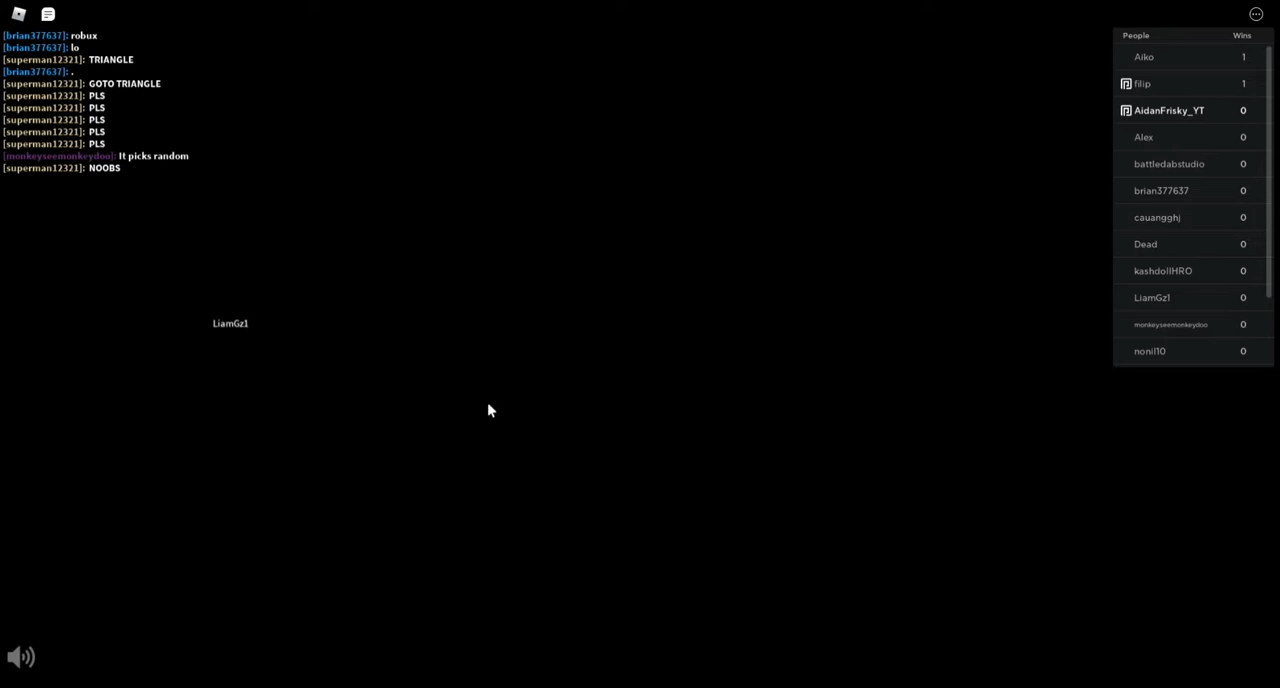 [brian377637]: robux
[brian377637]: lo
[superman12321]: TRIANGLE
[brian377637]: .
[superman12321]: GOTO TRIANGLE
[superman12321]: PLS
[superman12321]: PLS
[superman12321]: PLS
[superman12321]: PLS
[superman12321]: PLS
[monkeyseemonkeydoo]: It picks random
[superman12321]: NOOBS
LiamGz1
People Wins
Aiko 1
filip 1
AidanFrisky_YT 0
Alex 0
battledabstudio 0
brian377637 0
cauangghj 0
Dead 0
kashdollHRO 0
LiamGz1 0
monkeyseemonkeydoo 0
nonil10 0